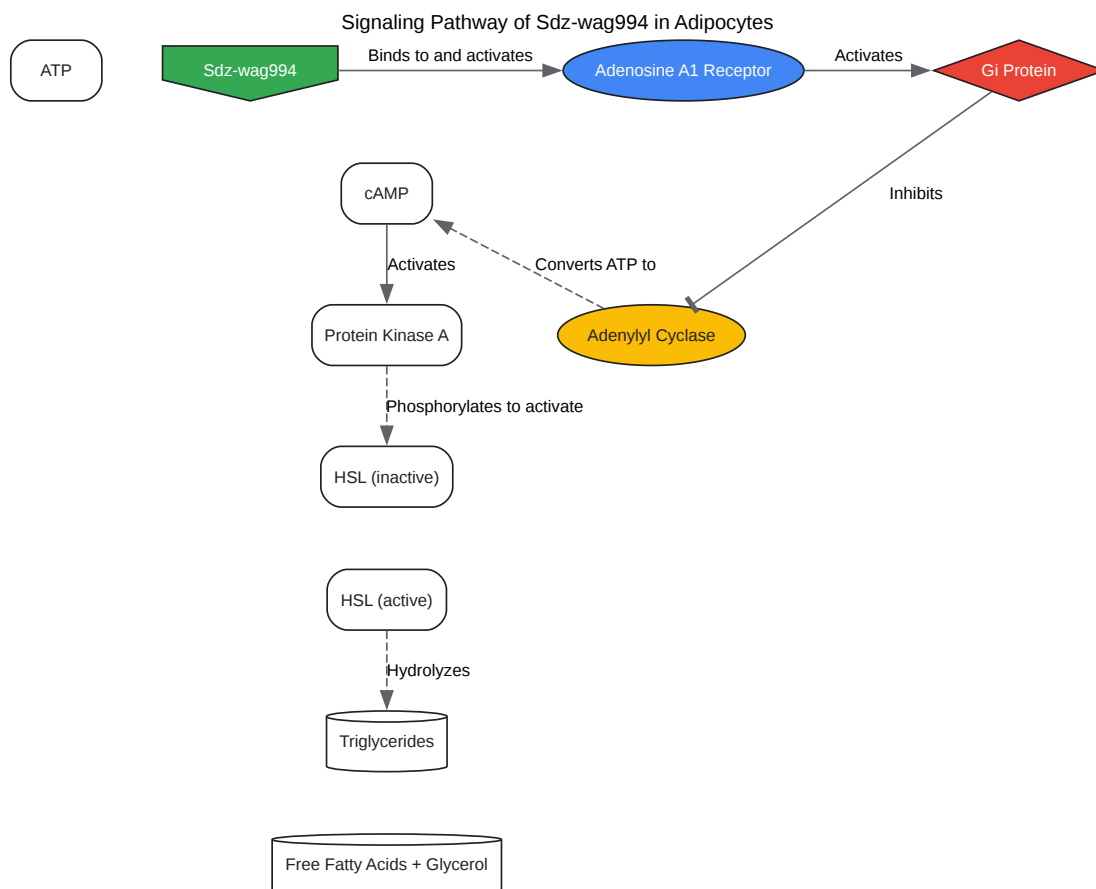 Signaling Pathway of Sdz-wag994 in Adipocytes
ATP
Sdz-wag994
Binds to and activates
Adenosine A1 Receptor
Activates
Gi Protein
cAMP
Inhibits
Activates
Converts ATP to
Protein Kinase A
Adenylyl Cyclase
Phosphorylates to activate
HSL (inactive)
HSL (active)
Hydrolyzes
Triglycerides
Free Fatty Acids + Glycerol